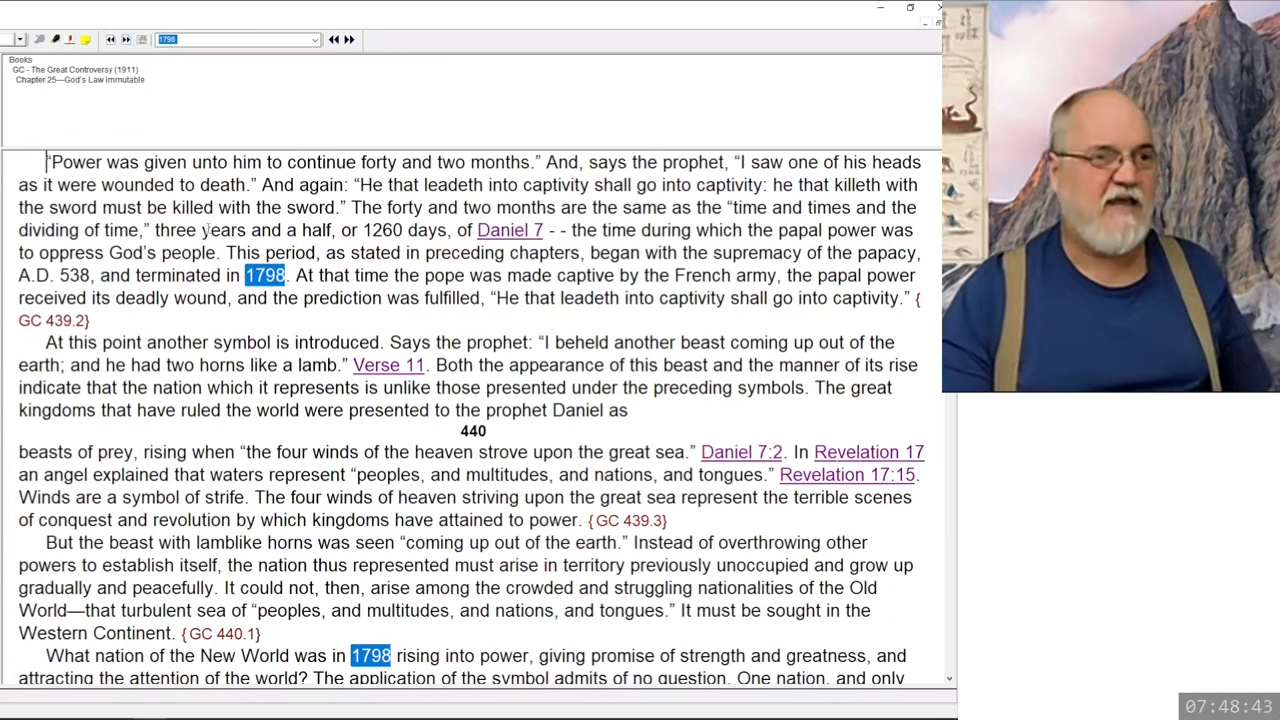 1798
Books
GC - The Great Controversy (1911)
Chapter 25—God's Law Immutable
“Power was given unto him to continue forty and two months.” And, says the prophet, “I saw one of his heads
as it were wounded to death.” And again: “He that leadeth into captivity shall go into captivity: he that killeth with
the sword must be killed with the sword.” The forty and two months are the same as the “time and times and the
dividing of time,” three years and a half, or 1260 days, of Daniel 7 - - the time during which the papal power was
to oppress God’s people. This period, as stated in preceding chapters, began with the supremacy of the papacy,
A.D. 538, and terminated in 1798. At that time the pope was made captive by the French army, the papal power
received its deadly wound, and the prediction was fulfilled, “He that leadeth into captivity shall go into captivity.” {
GC 439.2}
At this point another symbol is introduced. Says the prophet: “I beheld another beast coming up out of the
earth; and he had two horns like a lamb.” Verse 11. Both the appearance of this beast and the manner of its rise
indicate that the nation which it represents is unlike those presented under the preceding symbols. The great
kingdoms that have ruled the world were presented to the prophet Daniel as
440
beasts of prey, rising when “the four winds of the heaven strove upon the great sea.” Daniel 7:2. In Revelation 17
an angel explained that waters represent “peoples, and multitudes, and nations, and tongues.” Revelation 17:15.
Winds are a symbol of strife. The four winds of heaven striving upon the great sea represent the terrible scenes
of conquest and revolution by which kingdoms have attained to power. {GC 439.3}
But the beast with lamblike horns was seen “coming up out of the earth.” Instead of overthrowing other
powers to establish itself, the nation thus represented must arise in territory previously unoccupied and grow up
gradually and peacefully. It could not, then, arise among the crowded and struggling nationalities of the Old
World—that turbulent sea of “peoples, and multitudes, and nations, and tongues.” It must be sought in the
Western Continent. {GC 440.1}
What nation of the New World was in 1798 rising into power, giving promise of strength and greatness, and
attracting the attention of the world? The application of the symbol admits of no question. One nation, and only
07:48:43